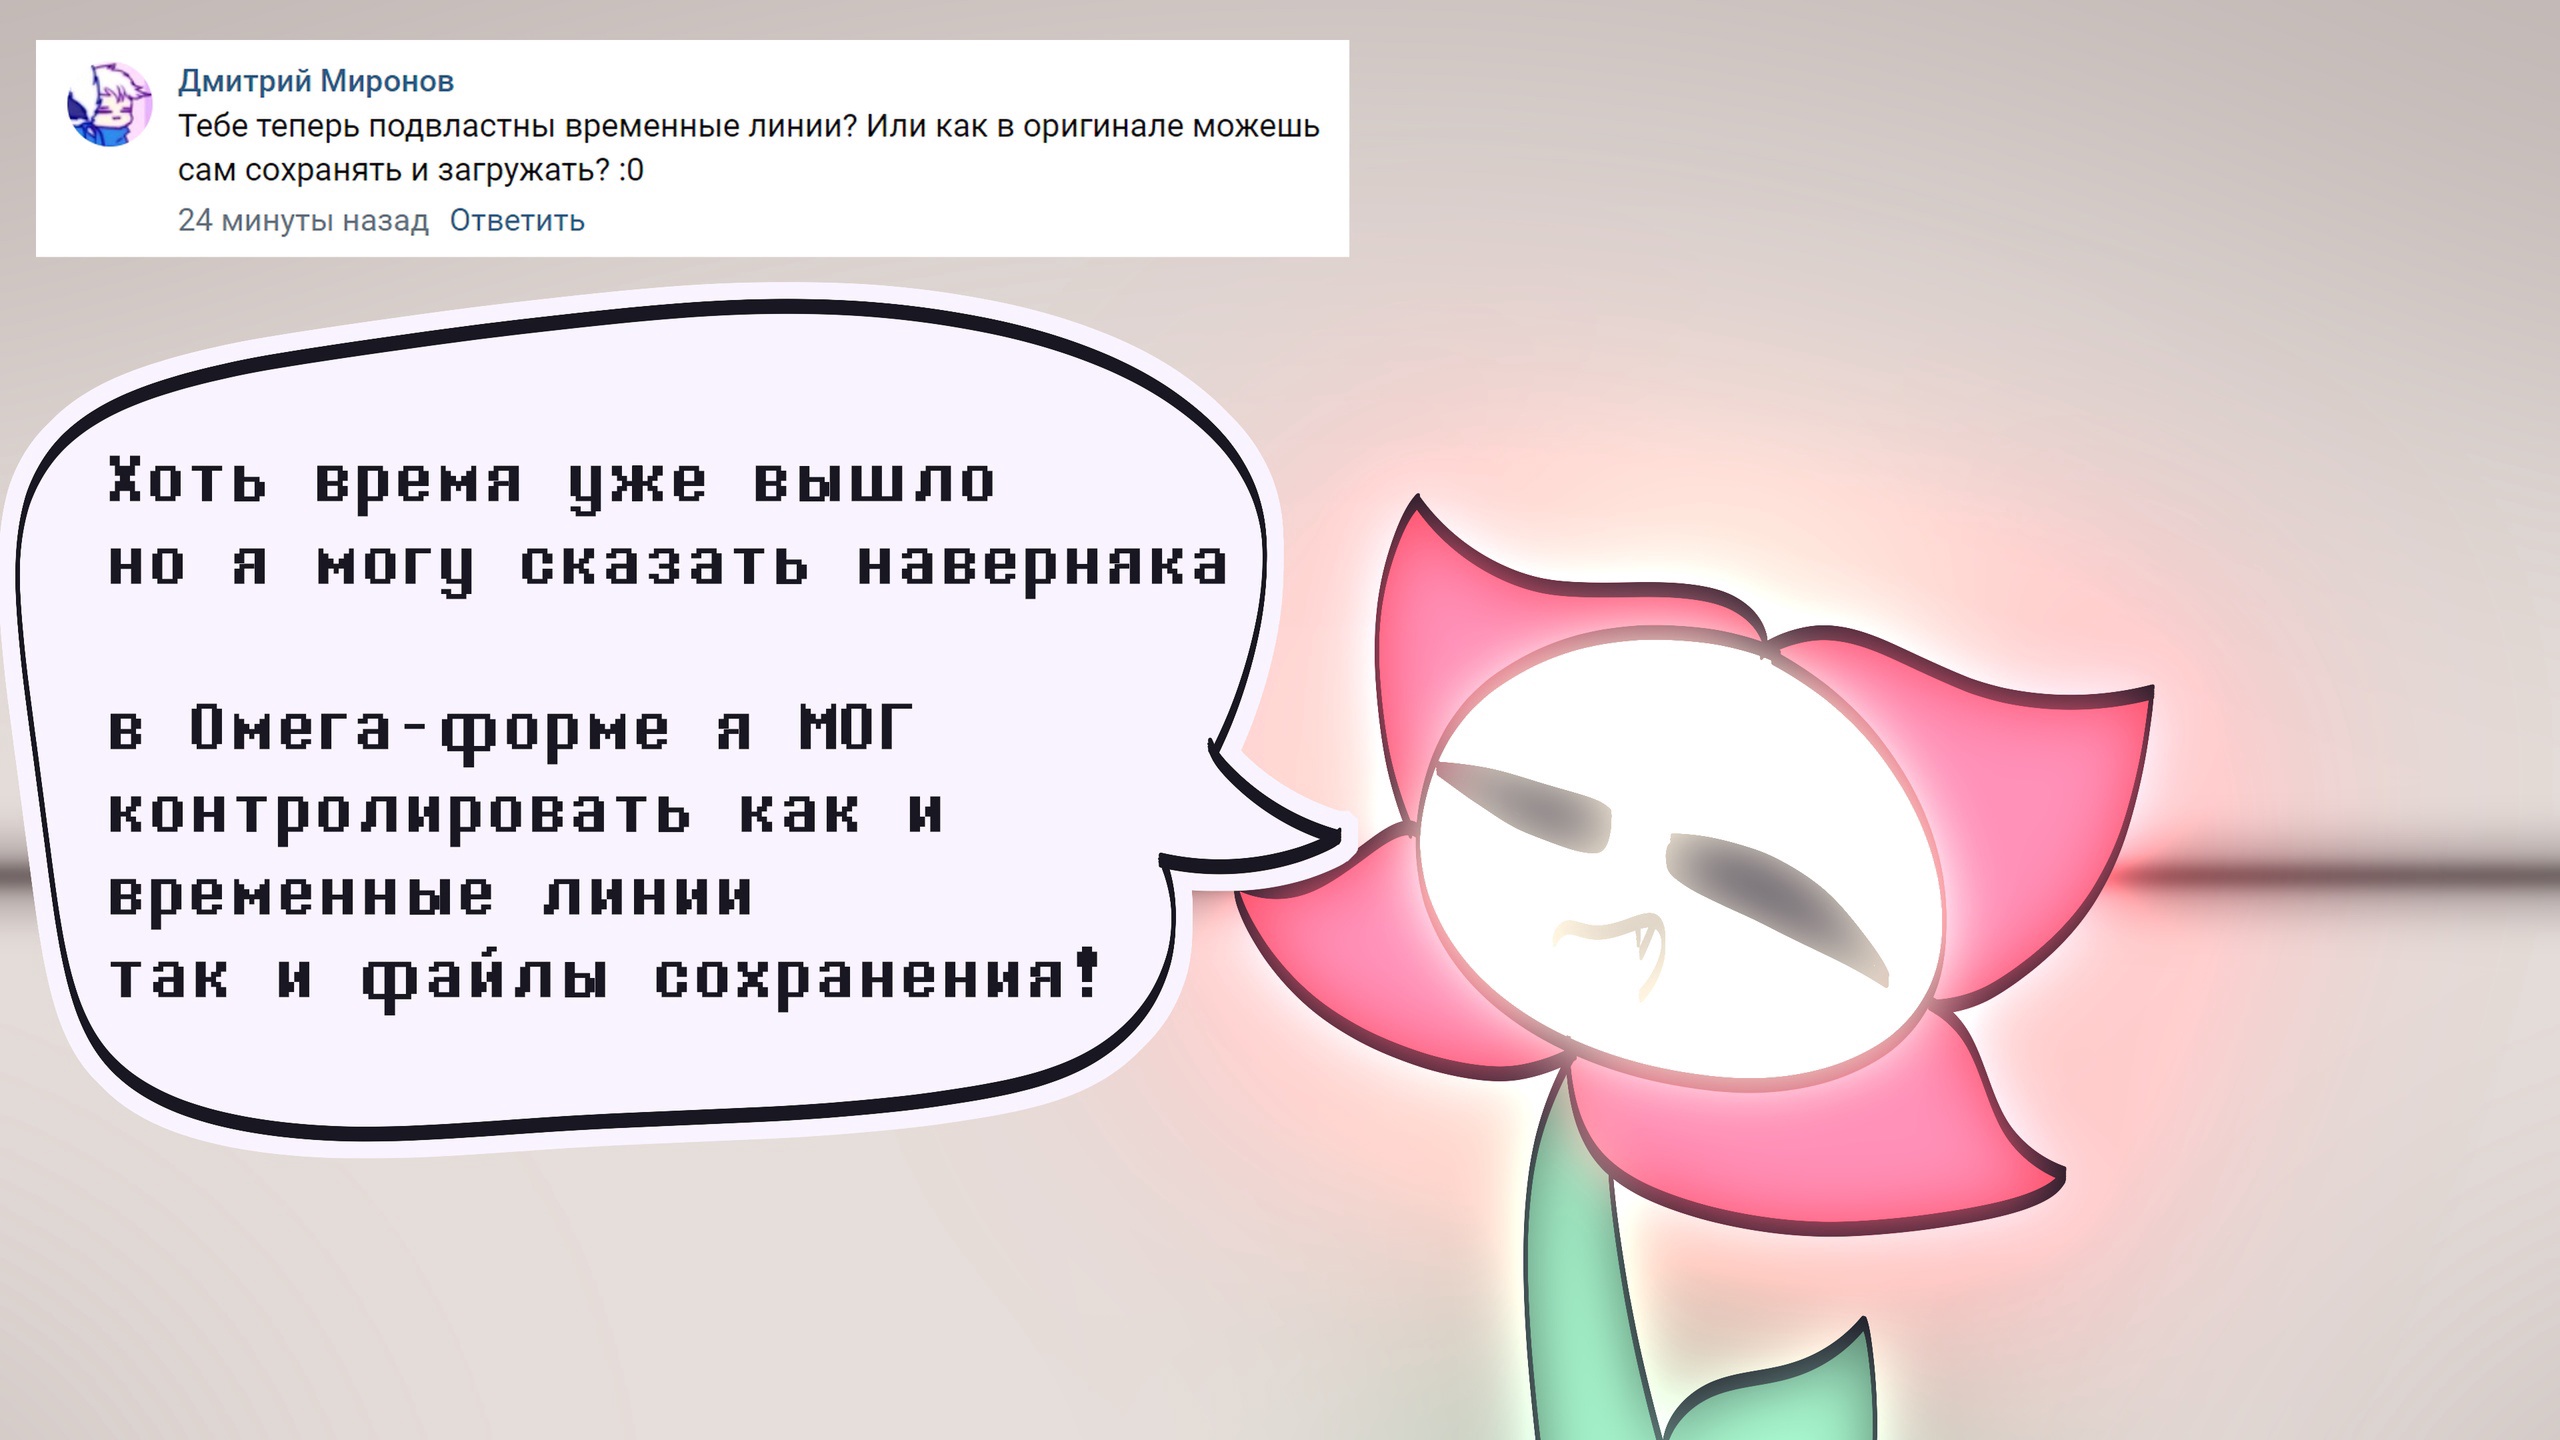 Дмитрий Миронов
Тебе теперь подвластны временные линии? Или как в оригинале можешь
сам сохранять и загружать? :0
24 минуты назад Ответить
Хоть время уже вышло
но я могу сказать наверняка
в Омега-форме я МОГ
контролировать как и
временные линии
так и файлы сохранения!